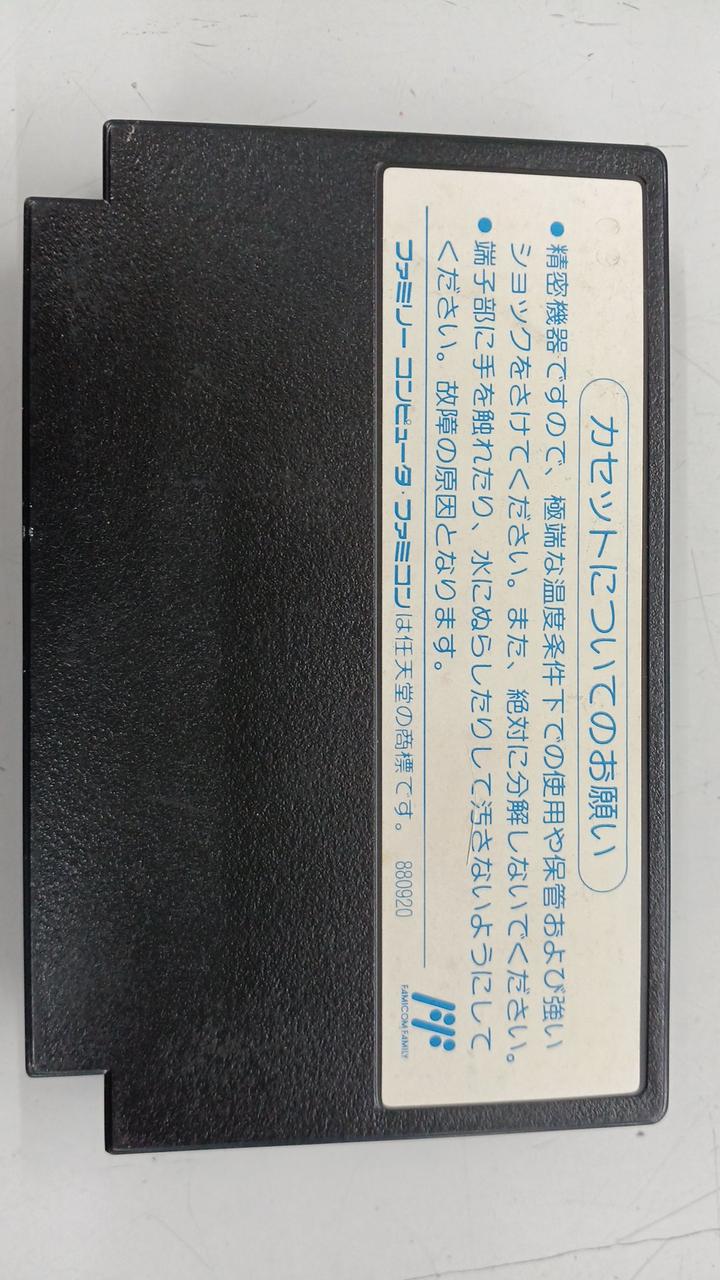 カセットについてのお願い
●精密機器ですので、極端な温度条件下での使用や保管および強い
ショックをさけてください。また、絶対に分解しないでください。
●端子部に手を触れたり、水にぬらしたりして汚さないようにして
ください。故障の原因となります。
ファミリー コンピュータ・ファミコンは任天堂の商標です。 880920
FAMICOM FAMILY